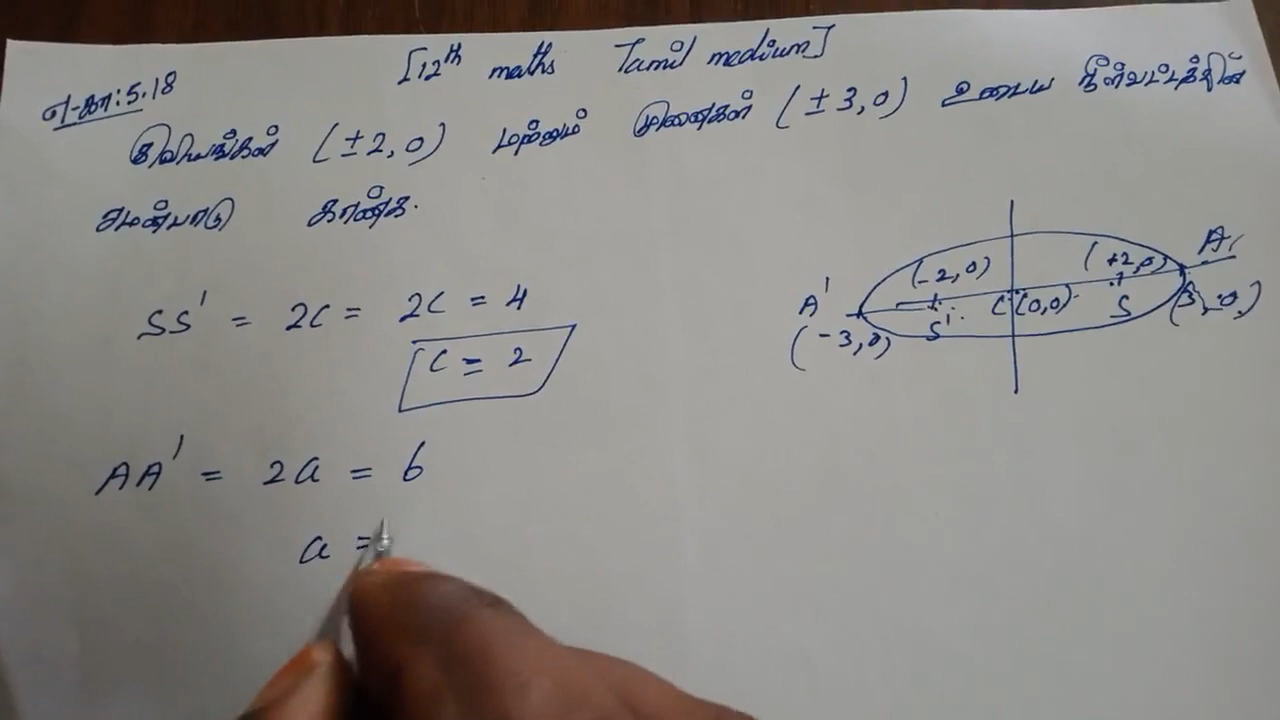 [12th maths Tamil medium]
எ-கா: 5.18
குவியங்கள் (±2,0) மற்றும் முனைகள் (±3,0) உடைய நீள்வட்டத்தின்
சமன்பாடு காண்க.
SS' = 2C = 2C = 4
C = 2
AA' = 2a = 6
a =
A' (-2,0) (+2,0) A
(-3,0) S' C (0,0) S (3,0)